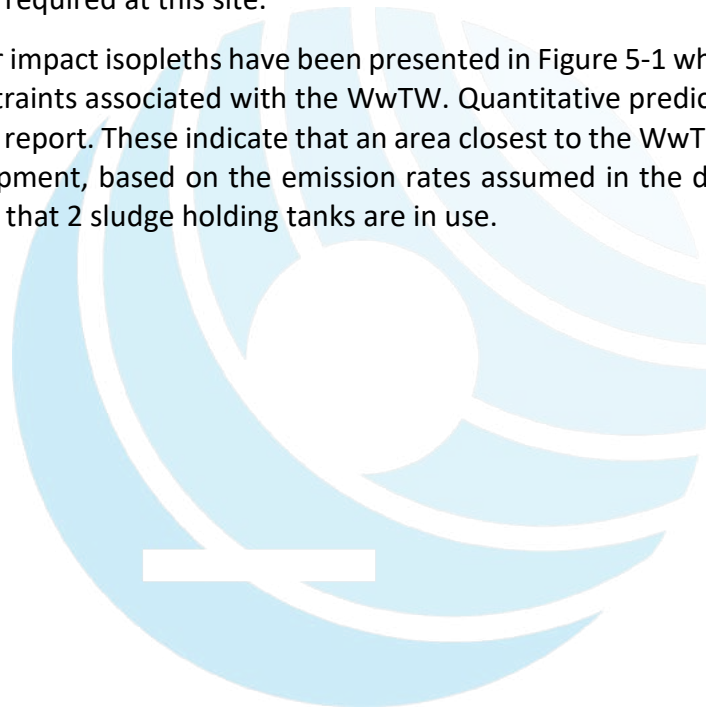 required at this site.
r impact isopleths have been presented in Figure 5-1 wh
traints associated with the WwTW. Quantitative predic
report. These indicate that an area closest to the WwT
pment, based on the emission rates assumed in the d
that 2 sludge holding tanks are in use.